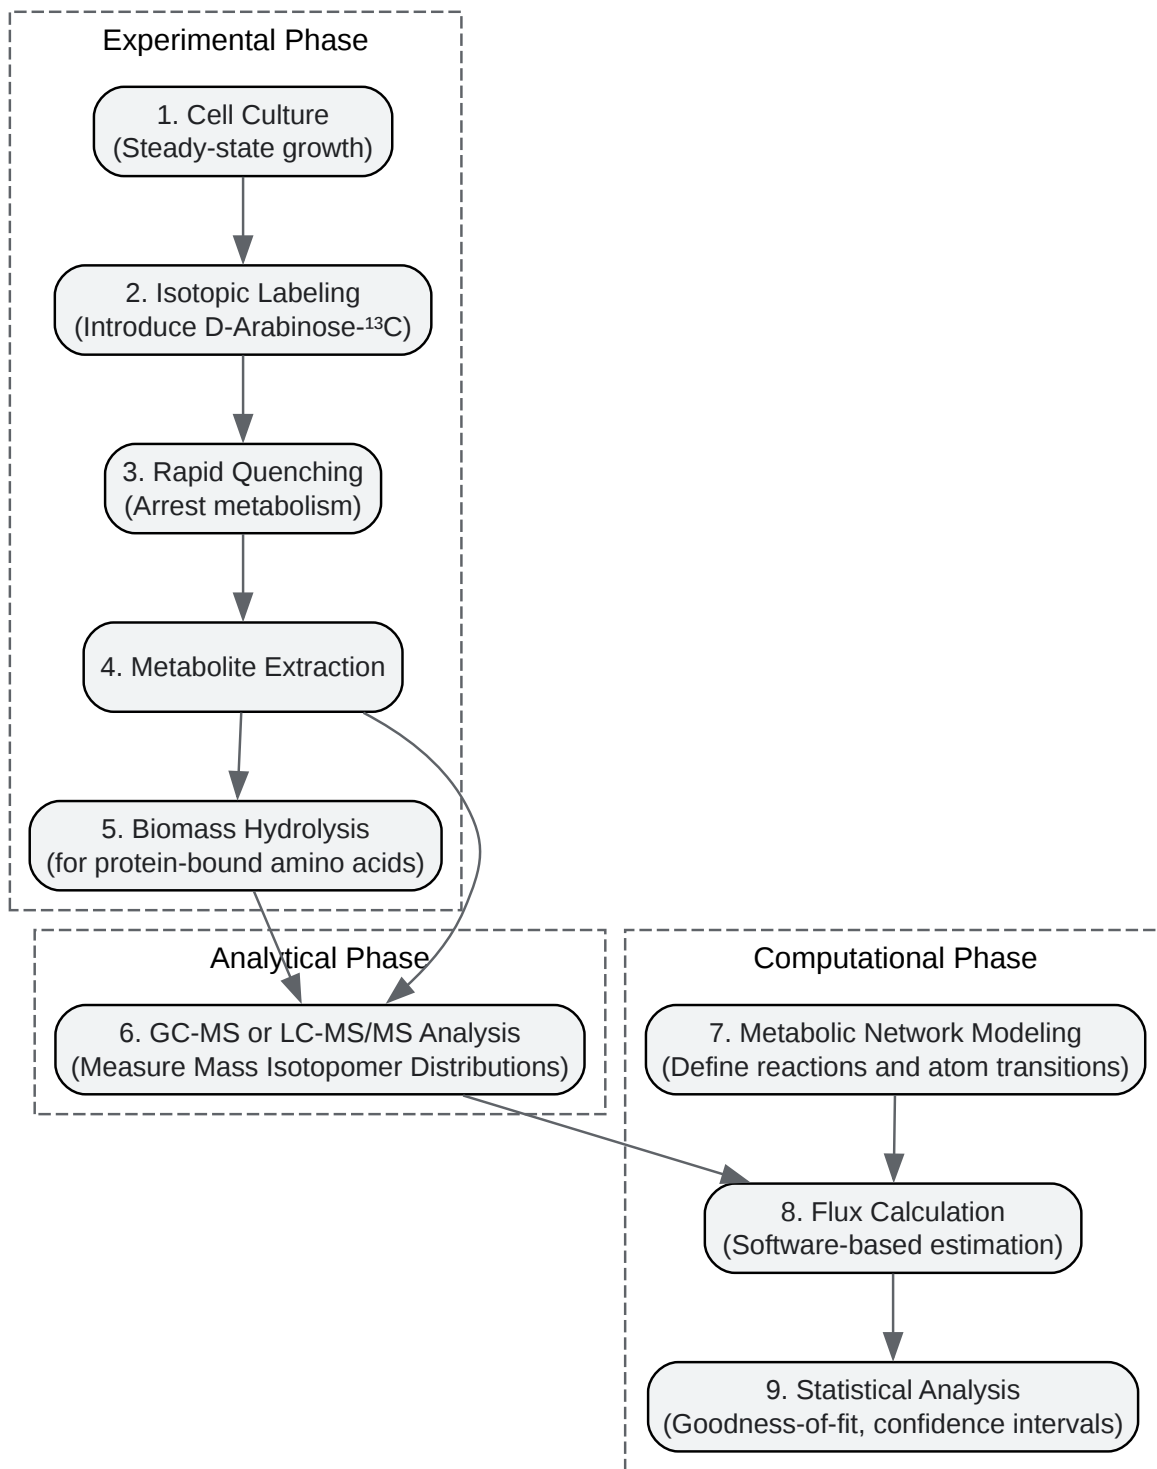 Experimental Phase
1. Cell Culture
(Steady-state growth)
2. Isotopic Labeling
(Introduce D-Arabinose-¹³C)
3. Rapid Quenching
(Arrest metabolism)
4. Metabolite Extraction
5. Biomass Hydrolysis
(for protein-bound amino acids)
Analytical Phase
6. GC-MS or LC-MS/MS Analysis
(Measure Mass Isotopomer Distributions)
Computational Phase
7. Metabolic Network Modeling
(Define reactions and atom transitions)
8. Flux Calculation
(Software-based estimation)
9. Statistical Analysis
(Goodness-of-fit, confidence intervals)